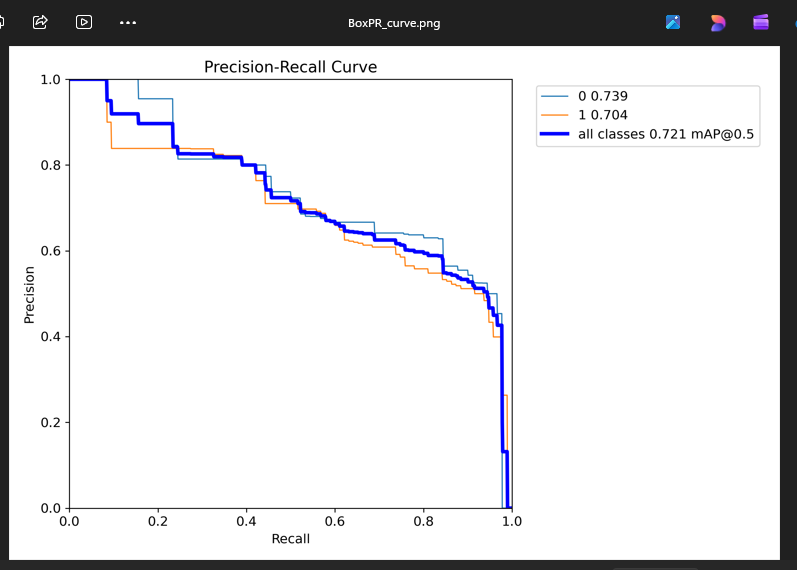 BoxPR_curve.png
Precision-Recall Curve
0 0.739
1 0.704
all classes 0.721 mAP@0.5
Precision
1.0
0.8
0.6
0.4
0.2
0.0
0.0 0.2 0.4 0.6 0.8 1.0
Recall